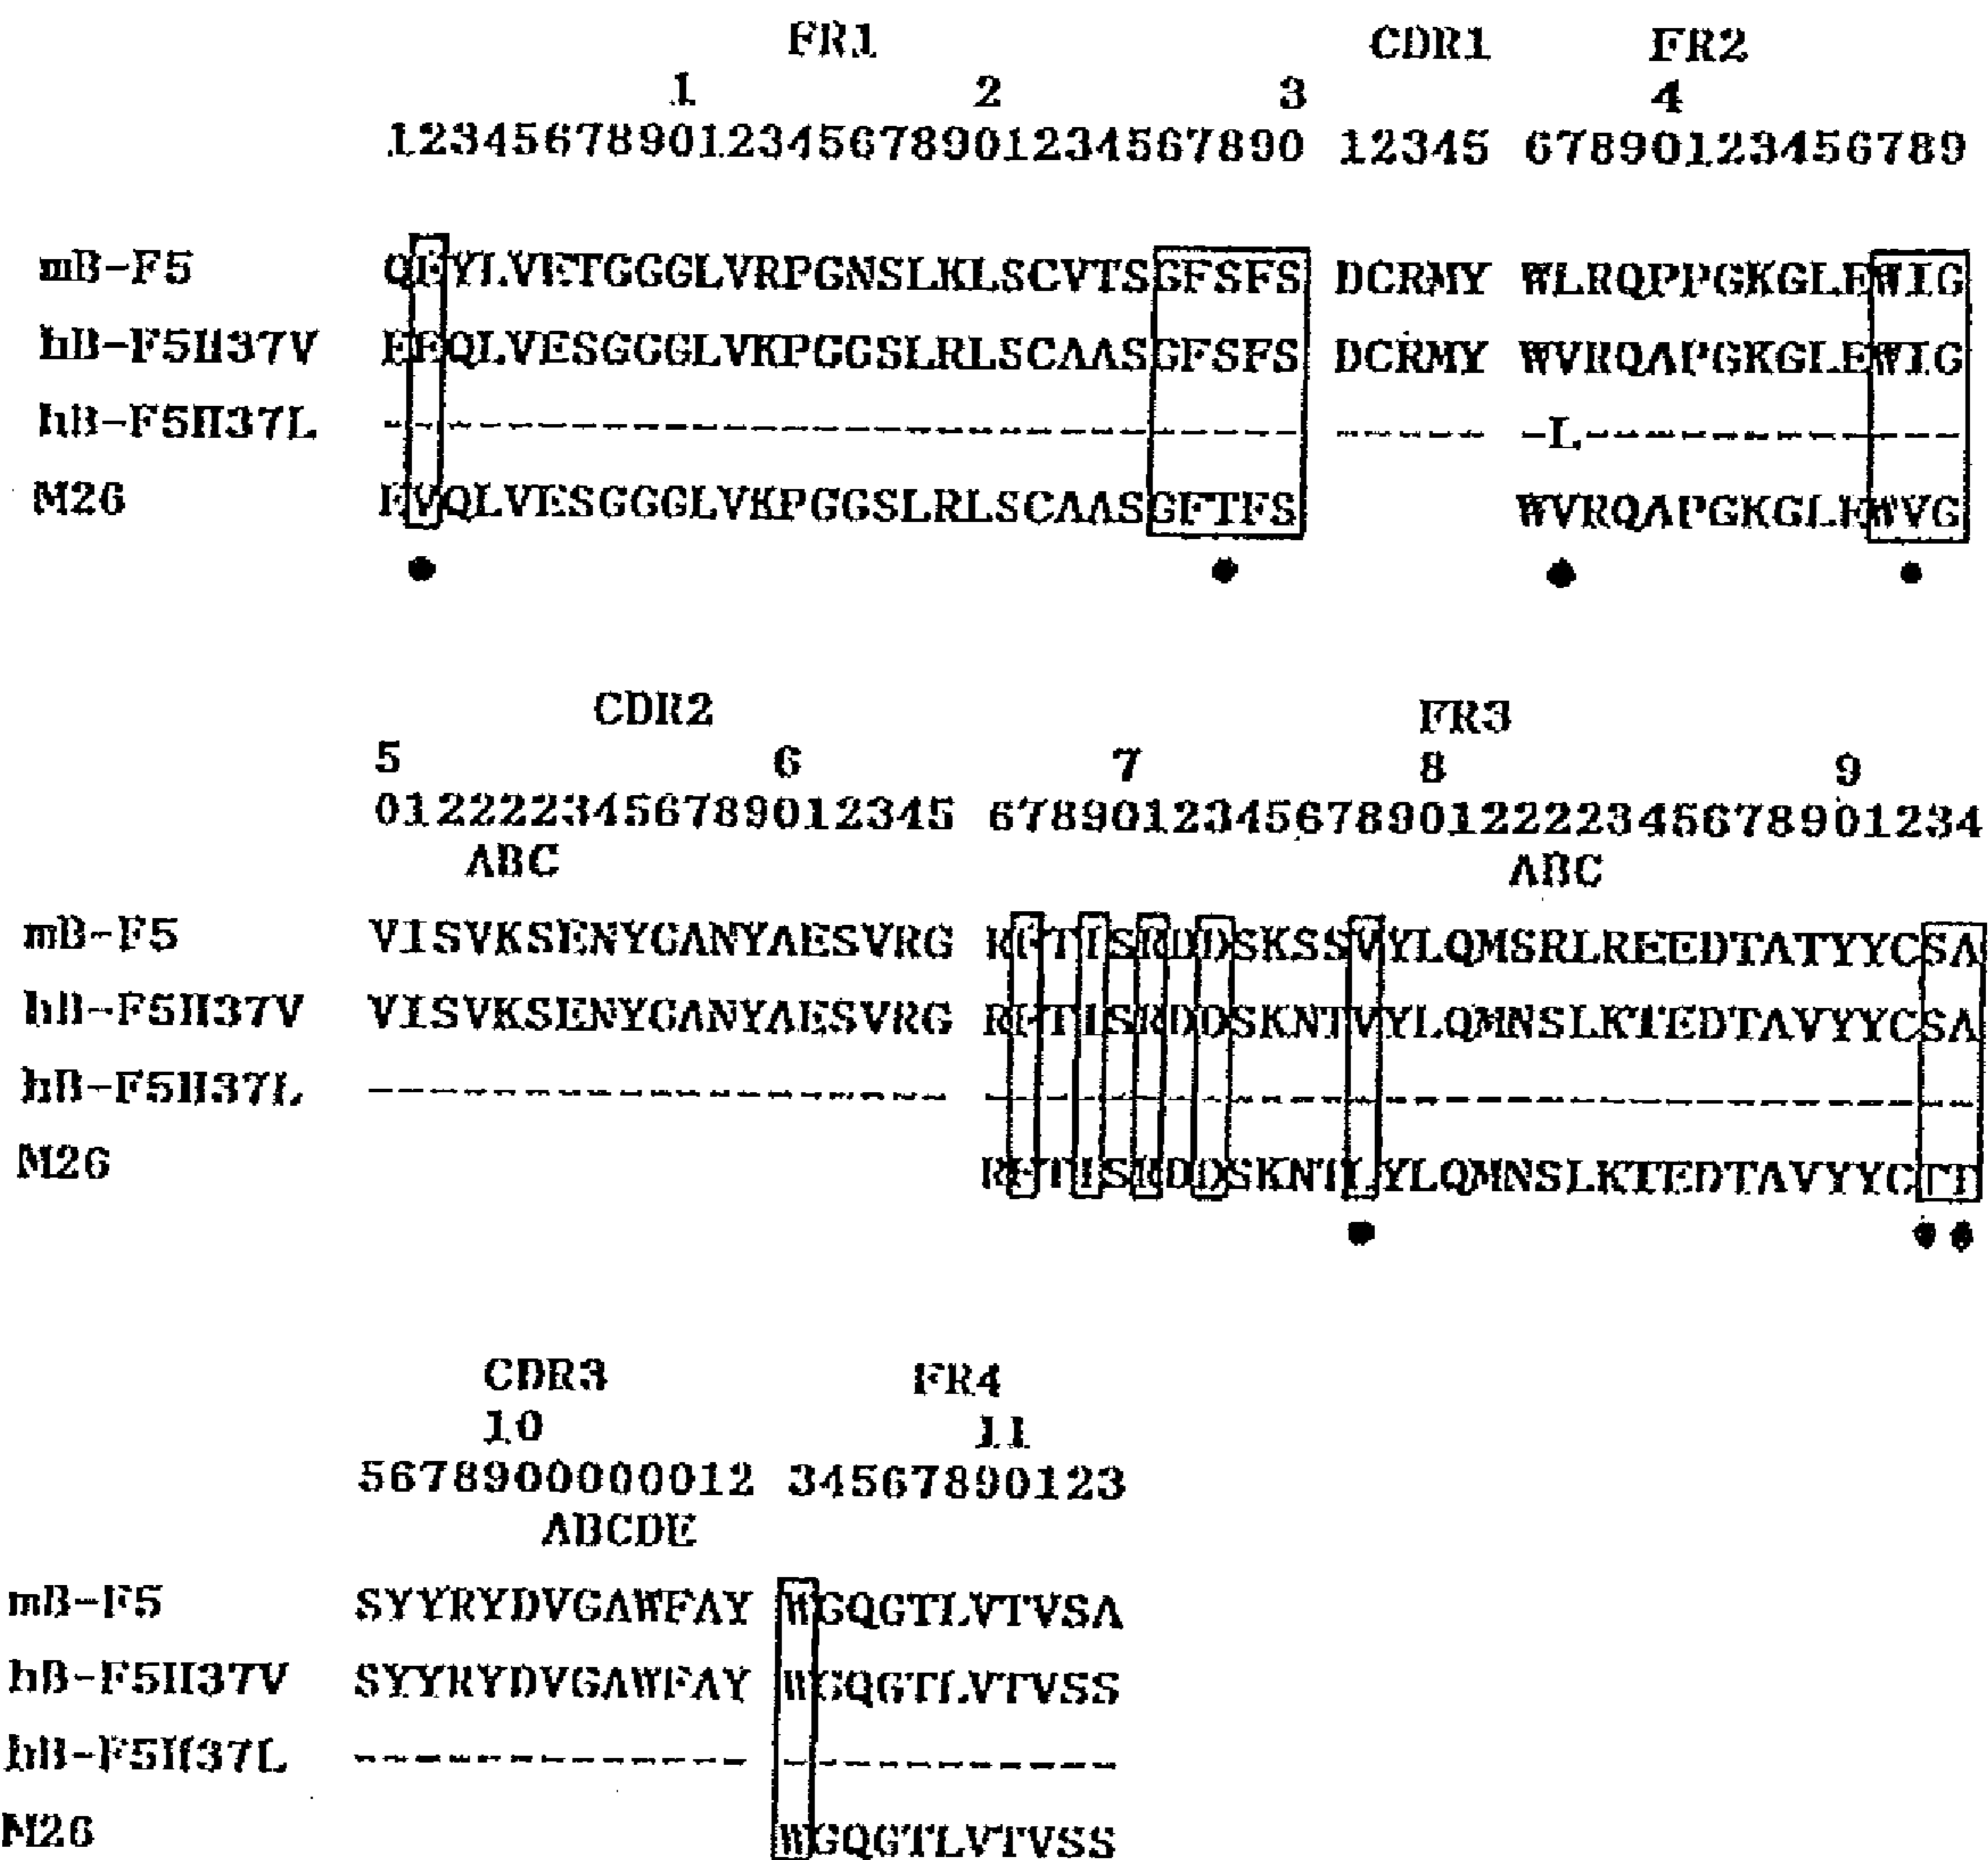 FR1 CDR1 FR2
1 2 3 4
123456789012345678901234567890 12345 67890123456789
mB-F5 QEYLVETGGGLVRPGNSLKLSCVTSGFSFS DCRMY WLRQPPGKGLEWIG
hB-F5H37V EEQLVESGGGLVKPGGSLRLSCAASGFSFS DCRMY WVRQAPGKGLEWIG
hB-F5H37L ------------------------------ ----- -L------------
M26 EVQLVESGGGLVKPGGSLRLSCAASGFTFS WVRQAPGKGLEWVG
CDR2 FR3
5 6 7 8 9
0122223456789012345 67890123456789012222345678901234
ABC ABC
mB-F5 VISVKSENYGANYAESVRG RFTISRDDSKSSVYLQMSRLREEDTATYYCSA
hB-F5H37V VISVKSENYGANYAESVRG RFTISRDDSKNTVYLQMNSLKTEDTAVYYCSA
hB-F5H37L ------------------- --------------------------------
M26 RFTISRDDSKNTLYLQMNSLKTEDTAVYYCTT
CDR3 FR4
10 11
5678900000012 34567890123
ABCDE
mB-F5 SYYRYDVGAWFAY WGQGTLVTVSA
hB-F5H37V SYYRYDVGAWFAY WGQGTLVTVSS
hB-F5H37L ------------- -----------
M26 WGQGTLVTVSS